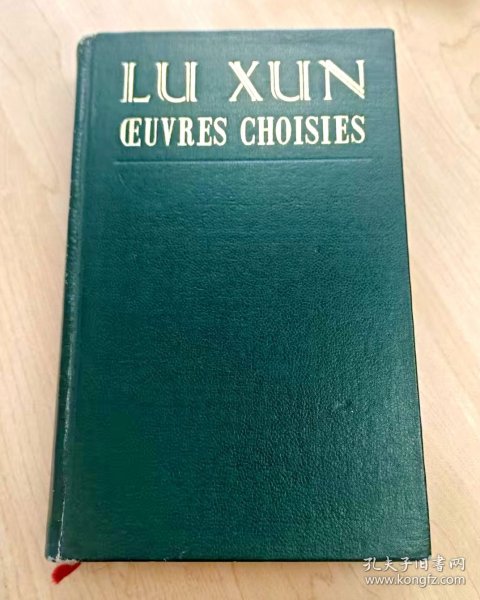 LU XUN
ŒUVRES CHOISIES
孔夫子旧书网
www.kongfz.com